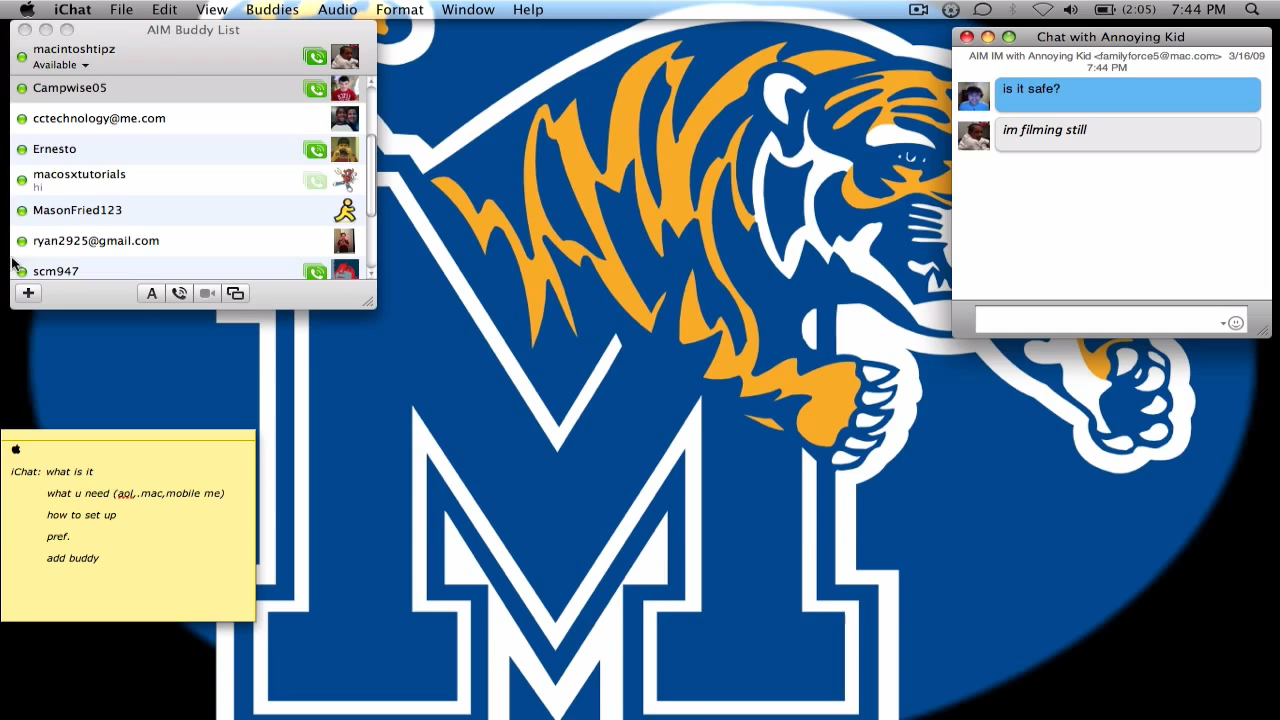 iChat File Edit View Buddies Audio Format Window Help (2:05) 7:44 PM
AIM Buddy List
macintoshtipz
Available
Campwise05
cctechnology@me.com
Ernesto
macosxtutorials
hi
MasonFried123
ryan2925@gmail.com
scm947
A
Chat with Annoying Kid
AIM IM with Annoying Kid <familyforce5@mac.com> 3/16/09
7:44 PM
is it safe?
im filming still
iChat: what is it
what u need (aol,.mac,mobile me)
how to set up
pref.
add buddy
M